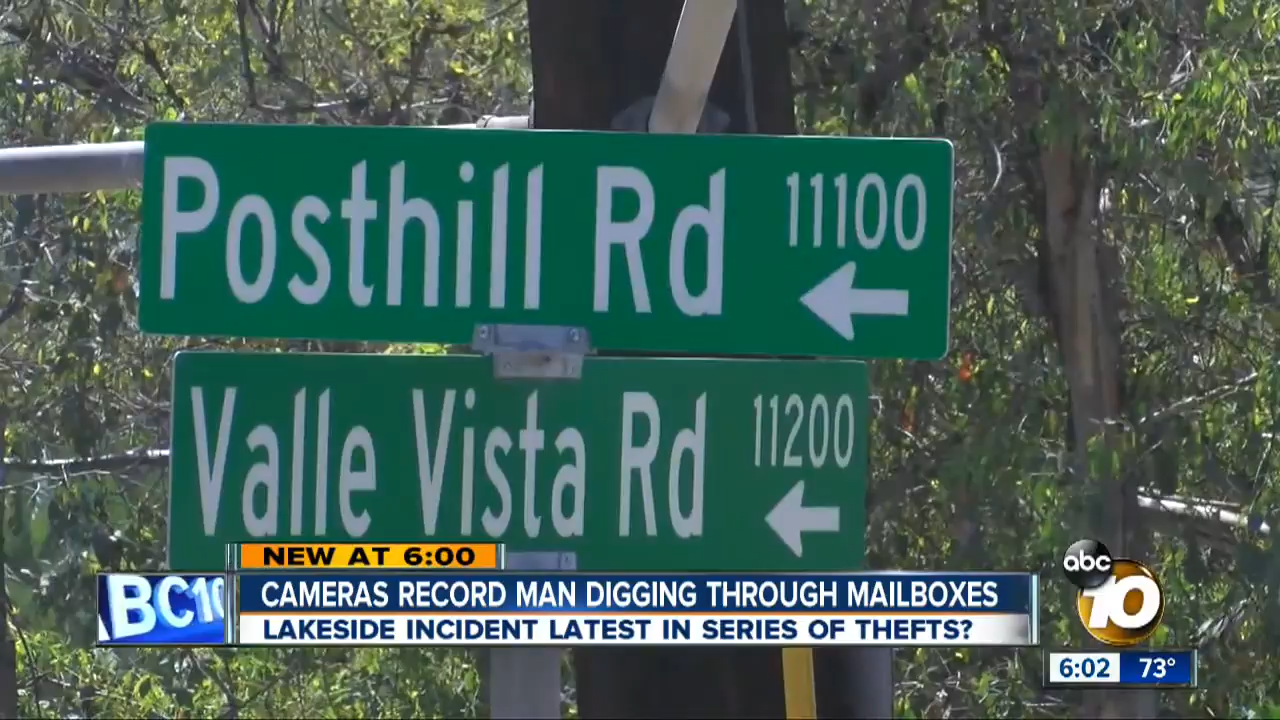 Posthill Rd 11100
Valle Vista Rd 11200
NEW AT 6:00
BC10
CAMERAS RECORD MAN DIGGING THROUGH MAILBOXES
LAKESIDE INCIDENT LATEST IN SERIES OF THEFTS?
abc
10
6:02 73°